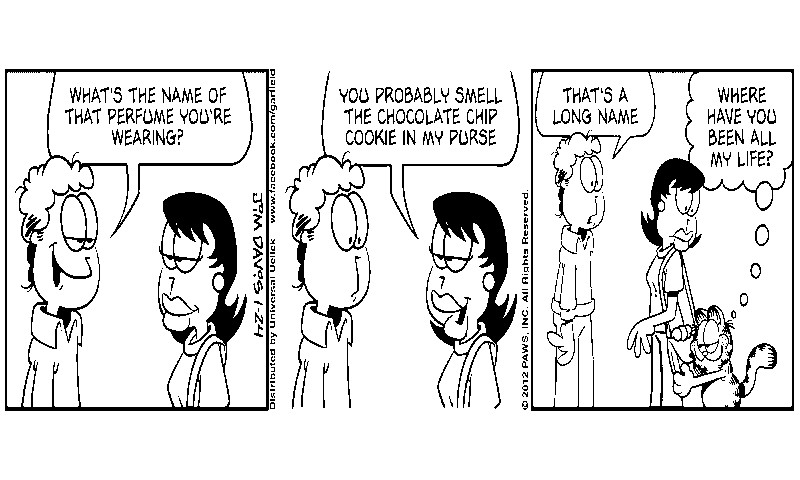 WHAT'S THE NAME OF
THAT PERFUME YOU'RE
WEARING?
JIM DAVIS 1-24
Distributed by Universal Uclick www.facebook.com/garfield
YOU PROBABLY SMELL
THE CHOCOLATE CHIP
COOKIE IN MY PURSE
© 2012 PAWS, INC. All Rights Reserved.
THAT'S A
LONG NAME
WHERE
HAVE YOU
BEEN ALL
MY LIFE?